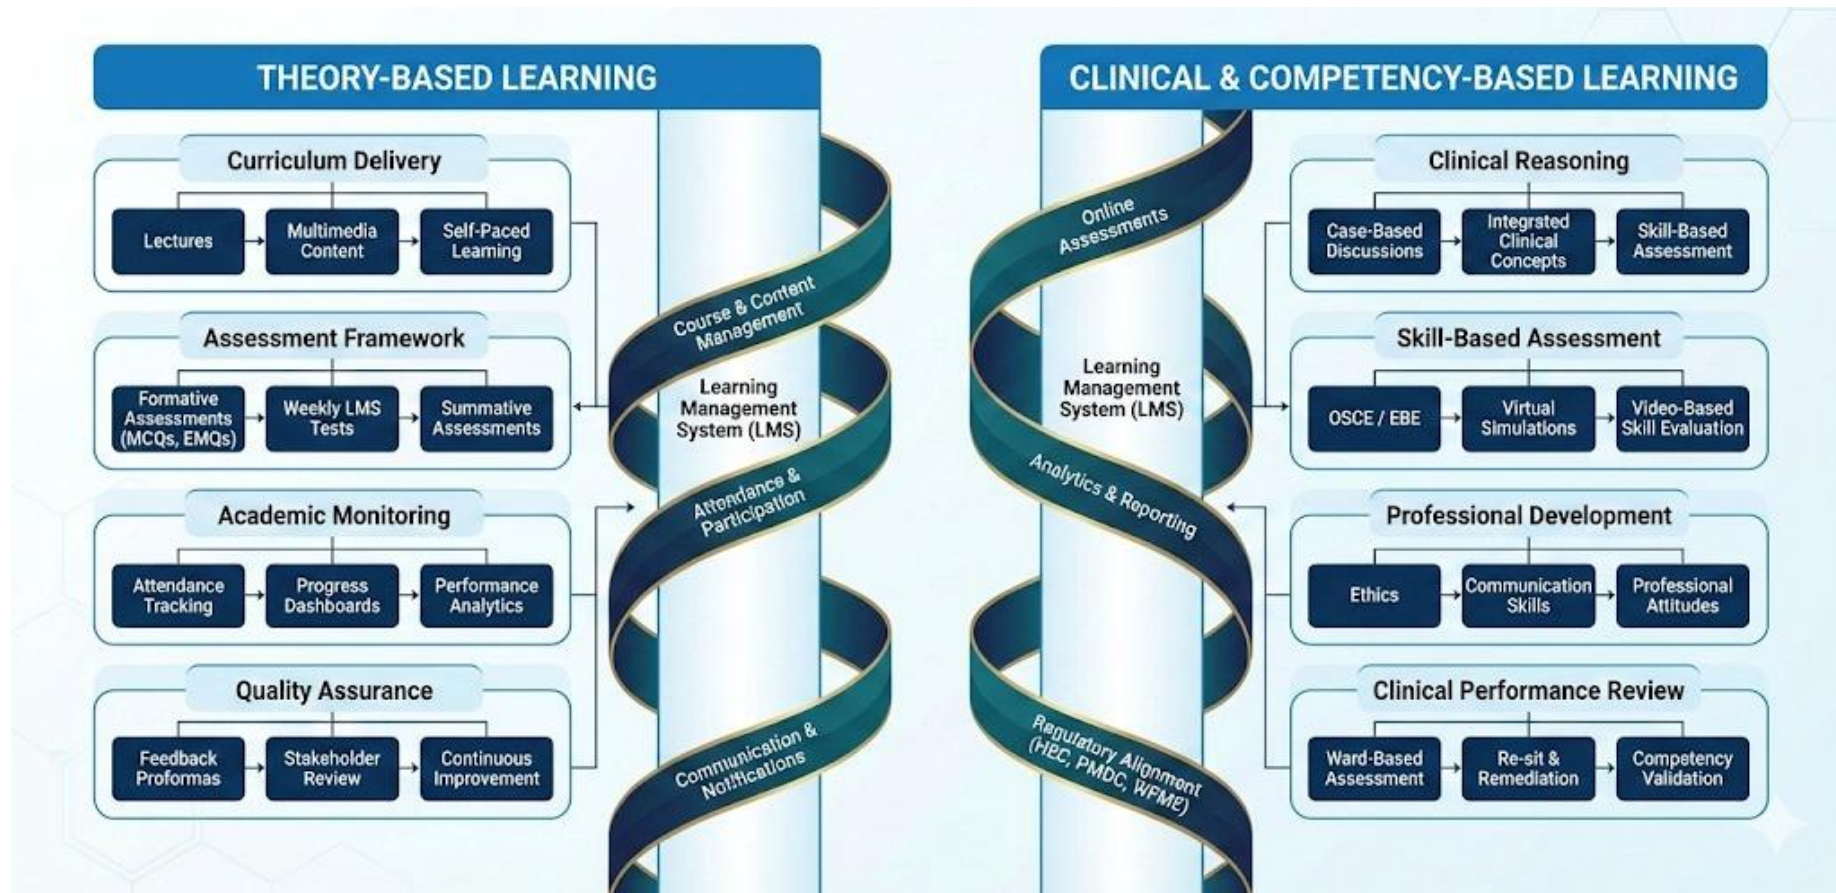 THEORY-BASED LEARNING
Curriculum Delivery
Lectures
Multimedia
Content
Self-Paced
Learning
Assessment Framework
Formative
Assessments
(MCQs, EMQs)
Weekly LMS
Tests
Summative
Assessments
Academic Monitoring
Attendance
Tracking
Progress
Dashboards
Performance
Analytics
Quality Assurance
Feedback
Proformas
Stakeholder
Review
Continuous
Improvement
Course & Content
Management
Learning
Management
System (LMS)
Attendance &
Participation
Communication &
Notifications
CLINICAL & COMPETENCY-BASED LEARNING
Online
Assessments
Learning
Management
System (LMS)
Analytics & Reporting
Regulatory Alignment
(HEC, PMDC, WFME)
Clinical Reasoning
Case-Based
Discussions
Integrated
Clinical
Concepts
Skill-Based
Assessment
Skill-Based Assessment
OSCE / EBE
Virtual
Simulations
Video-Based
Skill Evaluation
Professional Development
Ethics
Communication
Skills
Professional
Attitudes
Clinical Performance Review
Ward-Based
Assessment
Re-sit &
Remediation
Competency
Validation